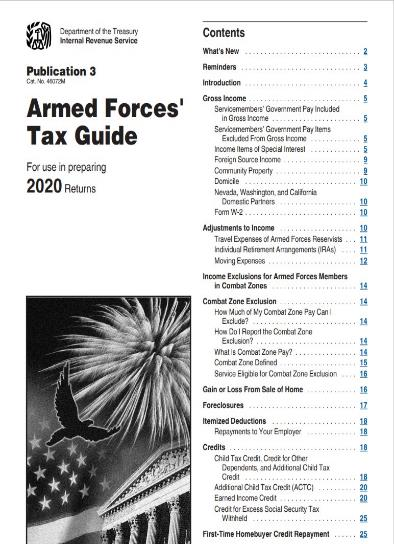 Department of the Treasury
Internal Revenue Service
Publication 3
Cat. No. 46072M
Armed Forces'
Tax Guide
For use in preparing
2020 Returns
Contents
What's New . . . . . . . . . . . . . . . . . . . . . . . . 2
Reminders . . . . . . . . . . . . . . . . . . . . . . . . 3
Introduction . . . . . . . . . . . . . . . . . . . . . . . 4
Gross Income . . . . . . . . . . . . . . . . . . . . . . 5
Servicemembers' Government Pay Included
in Gross Income . . . . . . . . . . . . . . . . . . . 5
Servicemembers' Government Pay Items
Excluded From Gross Income . . . . . . . . . . 5
Income Items of Special Interest . . . . . . . . . . 5
Foreign Source Income . . . . . . . . . . . . . . . . 9
Community Property . . . . . . . . . . . . . . . . . . 9
Domicile . . . . . . . . . . . . . . . . . . . . . . . . . 10
Nevada, Washington, and California
Domestic Partners . . . . . . . . . . . . . . . . . 10
Form W-2 . . . . . . . . . . . . . . . . . . . . . . . . 10
Adjustments to Income . . . . . . . . . . . . . . . . 10
Travel Expenses of Armed Forces Reservists . . . 11
Individual Retirement Arrangements (IRAs) . . . . 11
Moving Expenses . . . . . . . . . . . . . . . . . . . 12
Income Exclusions for Armed Forces Members
in Combat Zones . . . . . . . . . . . . . . . . . . 14
Combat Zone Exclusion . . . . . . . . . . . . . . . . 14
How Much of My Combat Zone Pay Can I
Exclude? . . . . . . . . . . . . . . . . . . . . . . . 14
How Do I Report the Combat Zone
Exclusion? . . . . . . . . . . . . . . . . . . . . . . 14
What Is Combat Zone Pay? . . . . . . . . . . . . . 14
Combat Zone Defined . . . . . . . . . . . . . . . . . 15
Service Eligible for Combat Zone Exclusion . . . . 16
Gain or Loss From Sale of Home . . . . . . . . . . 16
Foreclosures . . . . . . . . . . . . . . . . . . . . . . 17
Itemized Deductions . . . . . . . . . . . . . . . . . . 18
Repayments to Your Employer . . . . . . . . . . . . 18
Credits . . . . . . . . . . . . . . . . . . . . . . . . . . 18
Child Tax Credit, Credit for Other
Dependents, and Additional Child Tax
Credit . . . . . . . . . . . . . . . . . . . . . . . . . 18
Additional Child Tax Credit (ACTC) . . . . . . . . . 20
Earned Income Credit . . . . . . . . . . . . . . . . . 20
Credit for Excess Social Security Tax
Withheld . . . . . . . . . . . . . . . . . . . . . . . 25
First-Time Homebuyer Credit Repayment . . . . . 25